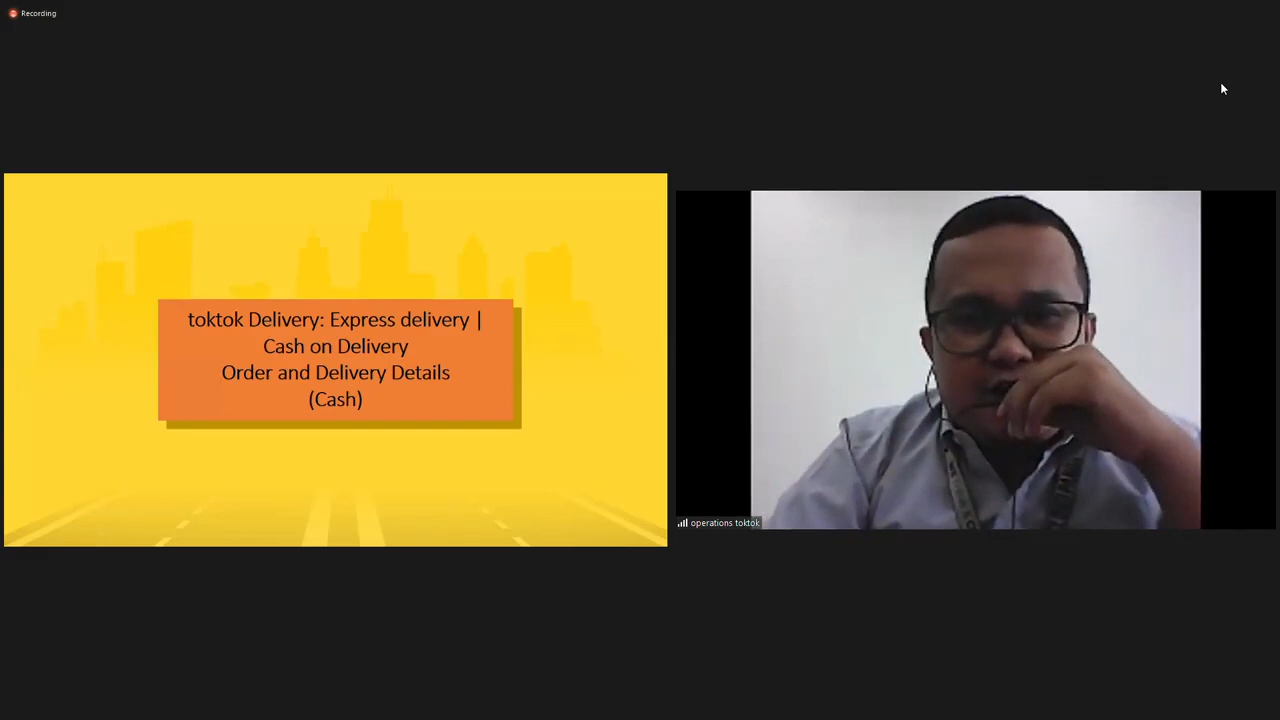 Recording
toktok Delivery: Express delivery |
Cash on Delivery
Order and Delivery Details
(Cash)
operations toktok